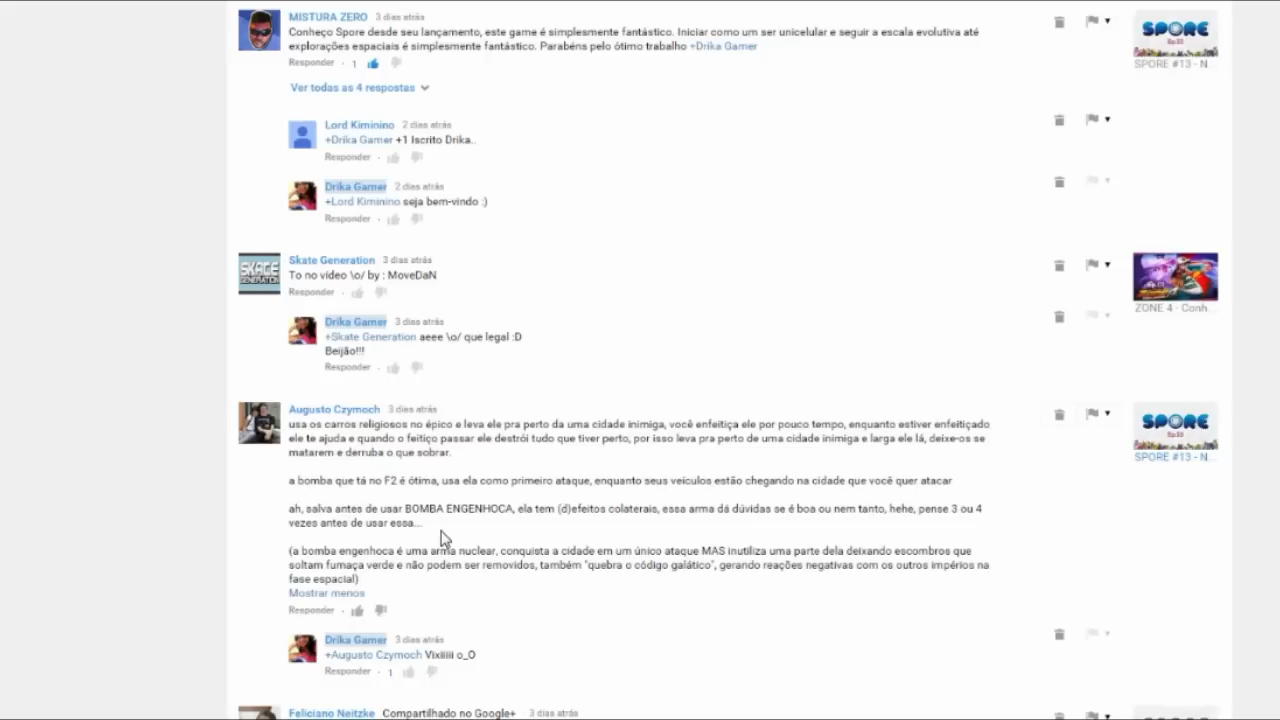 MISTURA ZERO 3 dias atrás
Conheço Spore desde seu lançamento, este game é simplesmente fantástico. Iniciar como um ser unicelular e seguir a escala evolutiva até
explorações espaciais é simplesmente fantástico. Parabéns pelo ótimo trabalho +Drika Gamer
Responder · 1
SPORE
Ep.13
SPORE #13 - N
Ver todas as 4 respostas
Lord Kiminino 2 dias atrás
+Drika Gamer +1 Iscrito Drika..
Responder ·
Drika Gamer 2 dias atrás
+Lord Kiminino seja bem-vindo :)
Responder ·
SKATE
GENERATION
Skate Generation 3 dias atrás
To no vídeo \o/ by : MoveDaN
Responder ·
ZONE 4 - Conh...
Drika Gamer 3 dias atrás
+Skate Generation aeee \o/ que legal :D
Beijão!!!
Responder ·
Augusto Czymoch 3 dias atrás
usa os carros religiosos no épico e leva ele pra perto da uma cidade inimiga, você enfeitiça ele por pouco tempo, enquanto estiver enfeitiçado
ele te ajuda e quando o feitiço passar ele destrói tudo que tiver perto, por isso leva pra perto de uma cidade inimiga e larga ele lá, deixe-os se
matarem e derruba o que sobrar.
SPORE
Ep.13
SPORE #13 - N...
a bomba que tá no F2 é ótima, usa ela como primeiro ataque, enquanto seus veículos estão chegando na cidade que você quer atacar
ah, salva antes de usar BOMBA ENGENHOCA, ela tem (d)efeitos colaterais, essa arma dá dúvidas se é boa ou nem tanto, hehe, pense 3 ou 4
vezes antes de usar essa...
(a bomba engenhoca é uma arma nuclear, conquista a cidade em um único ataque MAS inutiliza uma parte dela deixando escombros que
soltam fumaça verde e não podem ser removidos, também "quebra o código galático", gerando reações negativas com os outros impérios na
fase espacial)
Mostrar menos
Responder ·
Drika Gamer 3 dias atrás
+Augusto Czymoch Vixiiiii o_O
Responder · 1
Feliciano Neitzke Compartilhado no Google+ 3 dias atrás